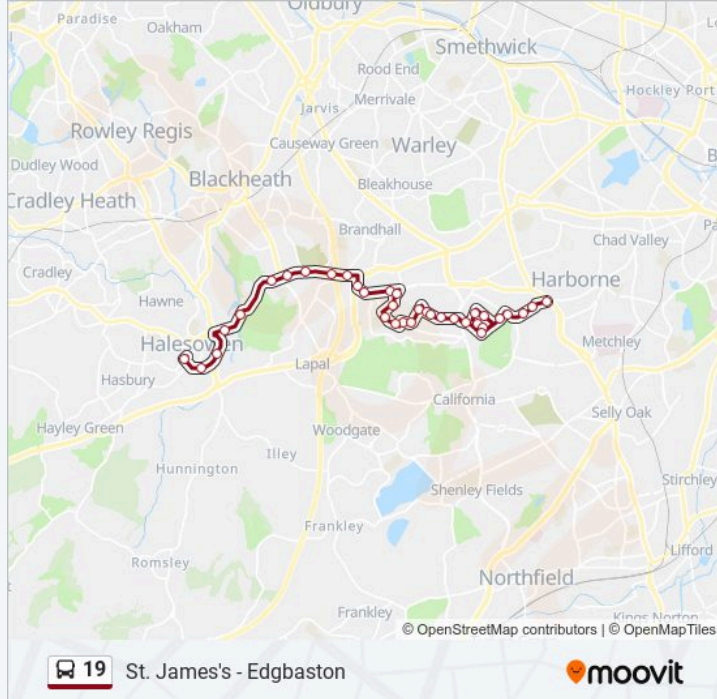 Oldbury
Paradise
Oakham
Smethwick
Rood End
Hockley Port
Jarvis
Merrivale
Rowley Regis
Causeway Green
Warley
Dudley Wood
Blackheath
Bleakhouse
Cradley Heath
Brandhall
Chad Valley
Cradley
Harborne
Hawne
Halesowen
Metchley
Lapal
Hasbury
California
Selly Oak
Hayley Green
Woodgate
Illey
Hunnington
Stirchley
Shenley Fields
Frankley
Lifford
Romsley
Northfield
Frankley
Kings Norton
© OpenStreetMap contributors | © OpenMapTiles
19 St. James's - Edgbaston
moovit